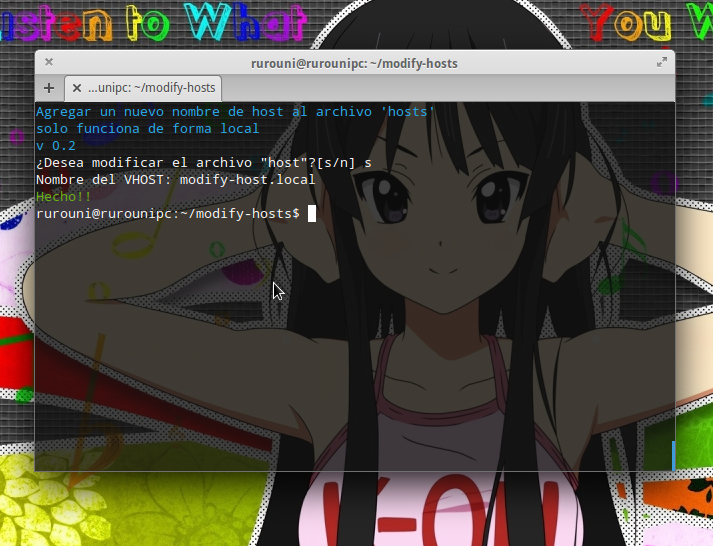 isten to What You W
rurouni@rurounipc: ~/modify-hosts
...unipc: ~/modify-hosts
Agregar un nuevo nombre de host al archivo 'hosts'
solo funciona de forma local
v 0.2
¿Desea modificar el archivo "host"?[s/n] s
Nombre del VHOST: modify-host.local
Hecho!!
rurouni@rurounipc:~/modify-hosts$
K-ON